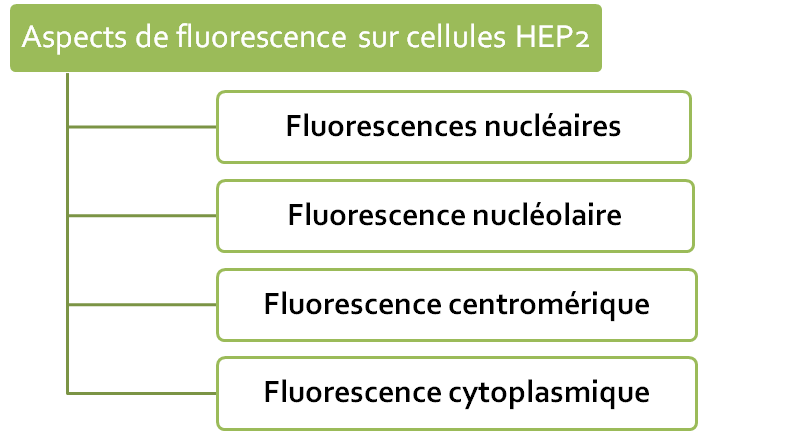 Aspects de fluorescence sur cellules HEP2
Fluorescences nucléaires
Fluorescence nucléolaire
Fluorescence centromérique
Fluorescence cytoplasmique